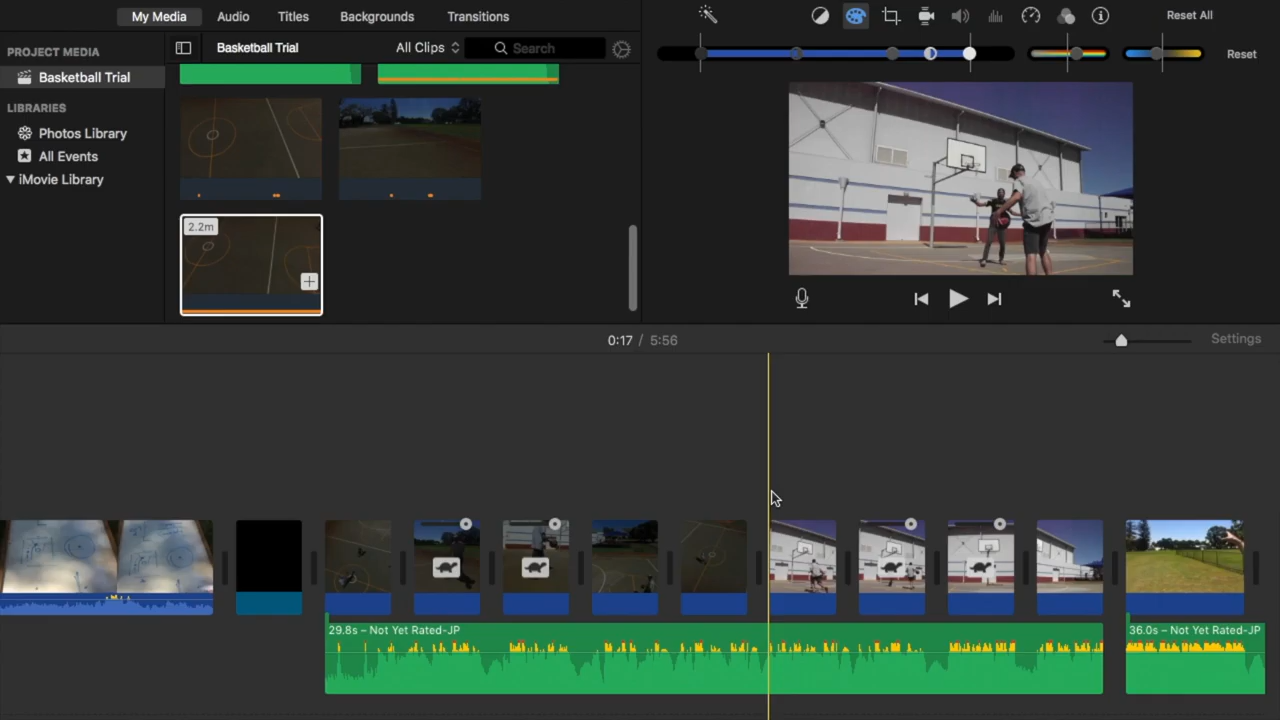 My Media Audio Titles Backgrounds Transitions Reset All
PROJECT MEDIA
Basketball Trial
LIBRARIES
Photos Library
All Events
iMovie Library
Basketball Trial All Clips Search
Reset
2.2m
0:17 / 5:56 Settings
29.8s – Not Yet Rated-JP
36.0s – Not Yet Rated-JP